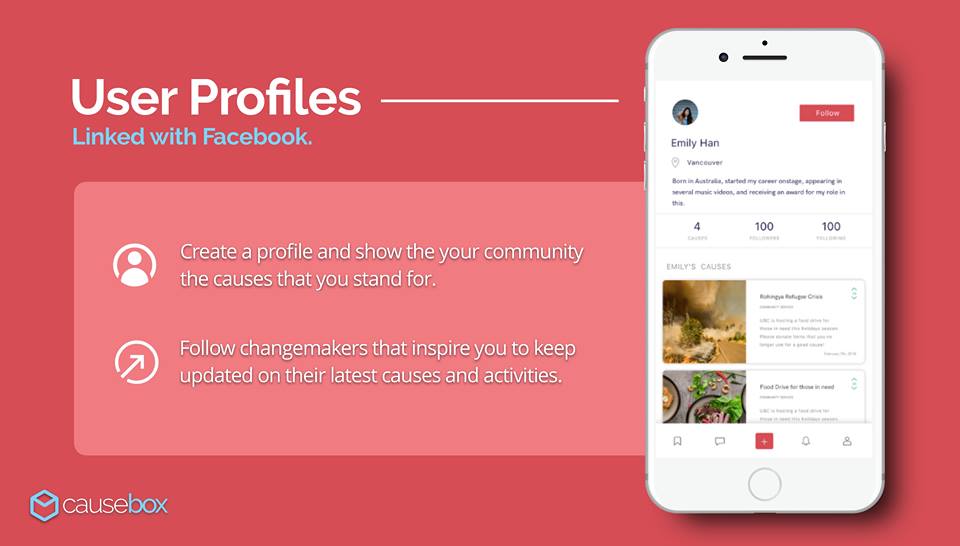 User Profiles
Linked with Facebook.
Create a profile and show the your community
the causes that you stand for.
Follow changemakers that inspire you to keep
updated on their latest causes and activities.
causebox
Follow
Emily Han
Vancouver
Born in Australia, started my career onstage, appearing in
several music videos, and receiving an award for my role in
this.
4
100
100
CAUSES
FOLLOWERS
FOLLOWING
EMILY'S CAUSES
Rohingya Refugee Crisis
COMMUNITY SERVICE
UBC is hosting a food drive for
those in need this holidays season.
Please donate items that you no
longer use for a good cause!
February 7th, 2018
Food Drive for those in need
COMMUNITY SERVICE
UBC is hosting a food drive for
those in need this holidays season.